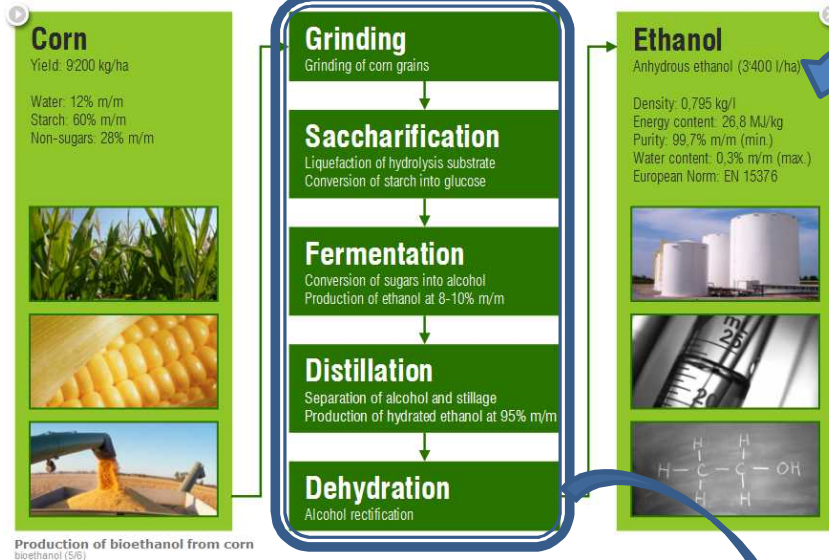 Corn
Yield: 9'200 kg/ha
Water: 12% m/m
Starch: 60% m/m
Non-sugars: 28% m/m
Grinding
Grinding of corn grains
Saccharification
Liquefaction of hydrolysis substrate
Conversion of starch into glucose
Fermentation
Conversion of sugars into alcohol
Production of ethanol at 8-10% m/m
Distillation
Separation of alcohol and stillage
Production of hydrated ethanol at 95% m/m
Dehydration
Alcohol rectification
Ethanol
Anhydrous ethanol (3'400 l/ha)
Density: 0,795 kg/l
Energy content: 26,8 MJ/kg
Purity: 99,7% m/m (min.)
Water content: 0,3% m/m (max.)
European Norm: EN 15376
mL
25
20
H H
H — C — C — OH
H H
Production of bioethanol from corn
bioethanol (5/6)